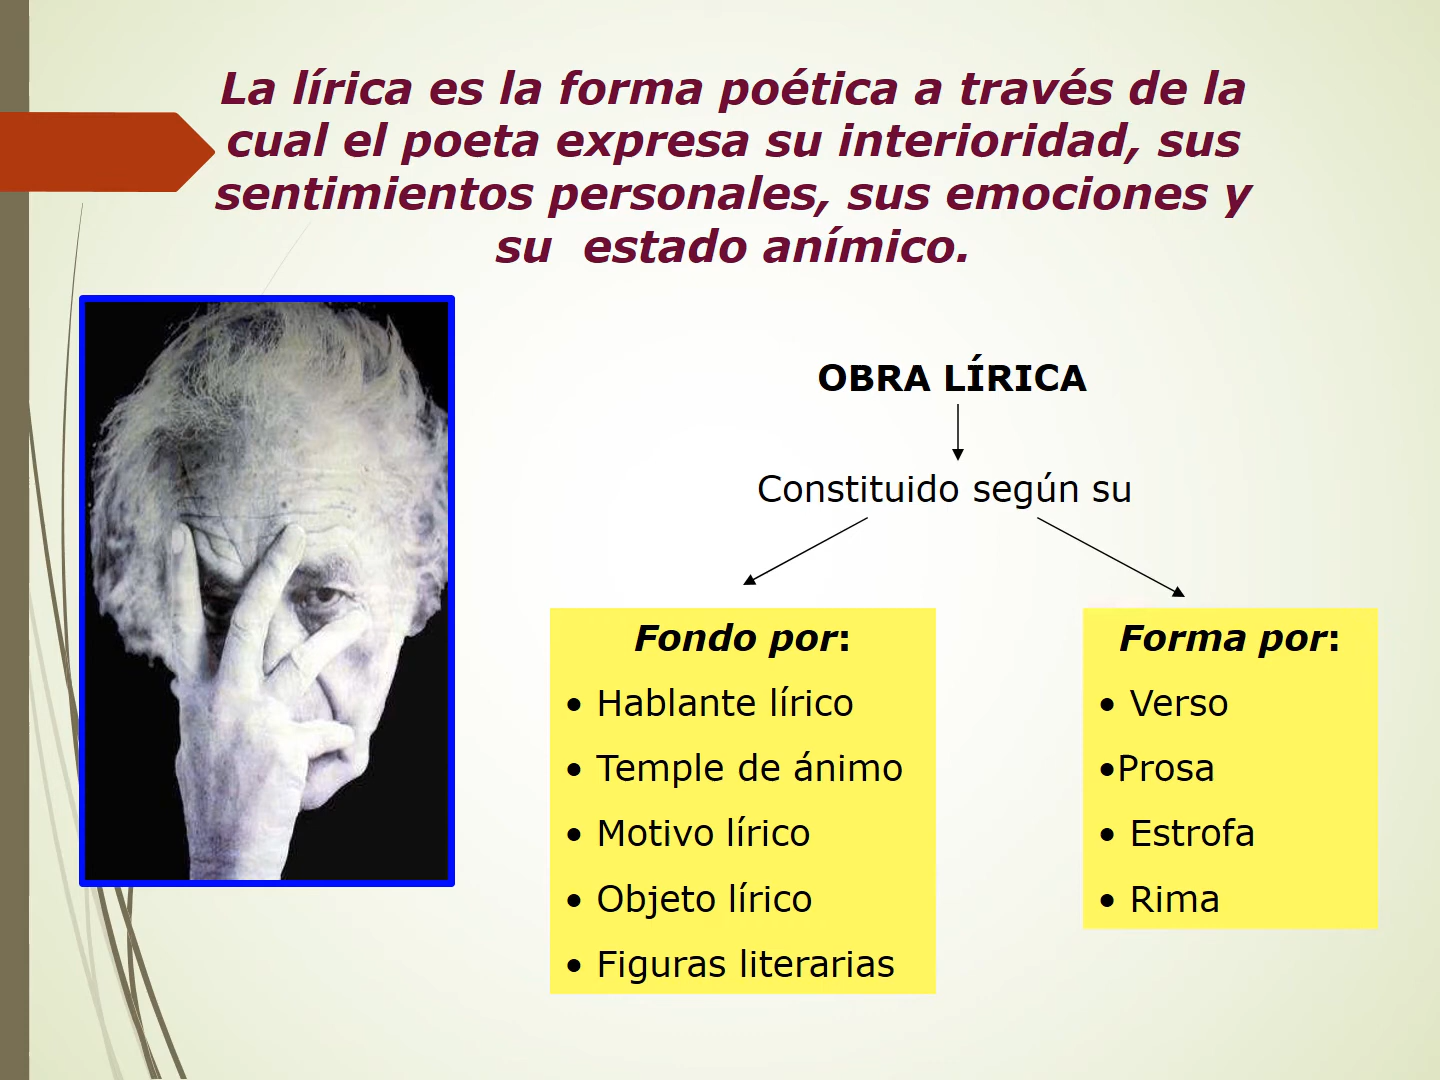 La lírica es la forma poética a través de la
cual el poeta expresa su interioridad, sus
sentimientos personales, sus emociones y
su  estado anímico.
OBRA LÍRICA
Constituido según su
Fondo por:
• Hablante lírico
• Temple de ánimo
• Motivo lírico
• Objeto lírico
• Figuras literarias
Forma por:
• Verso
•Prosa
• Estrofa
• Rima